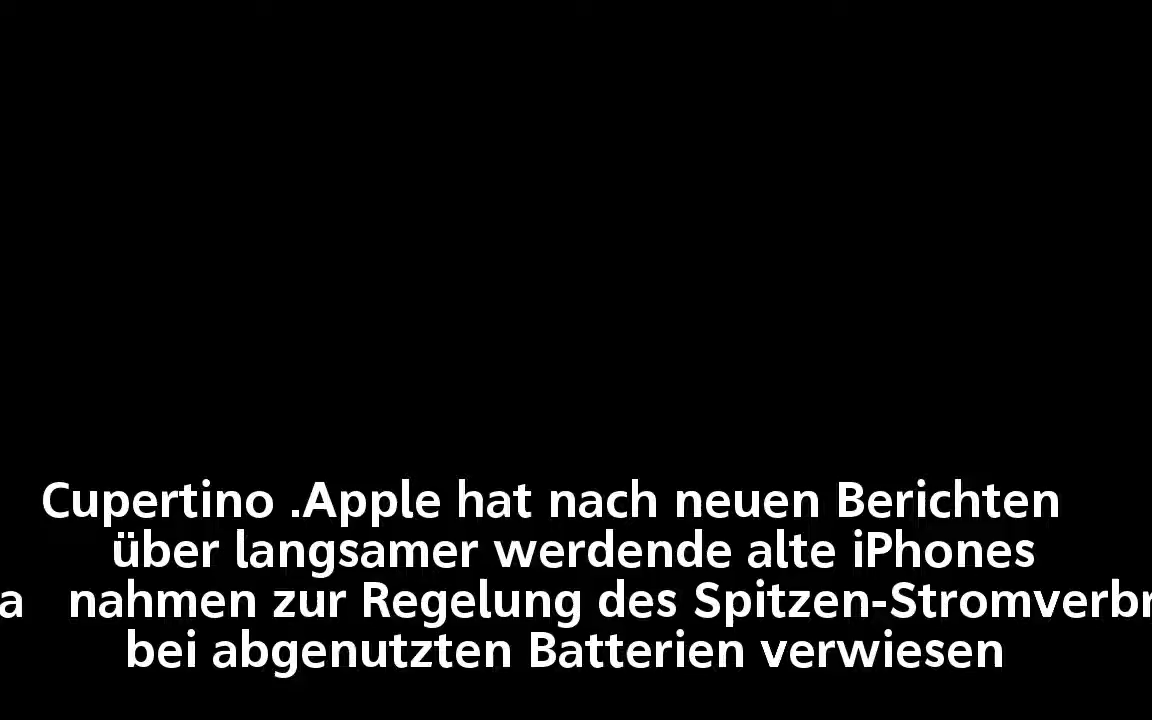 Cupertino .Apple hat nach neuen Berichten
über langsamer werdende alte iPhones
nahmen zur Regelung des Spitzen-Stromverbr
bei abgenutzten Batterien verwiesen